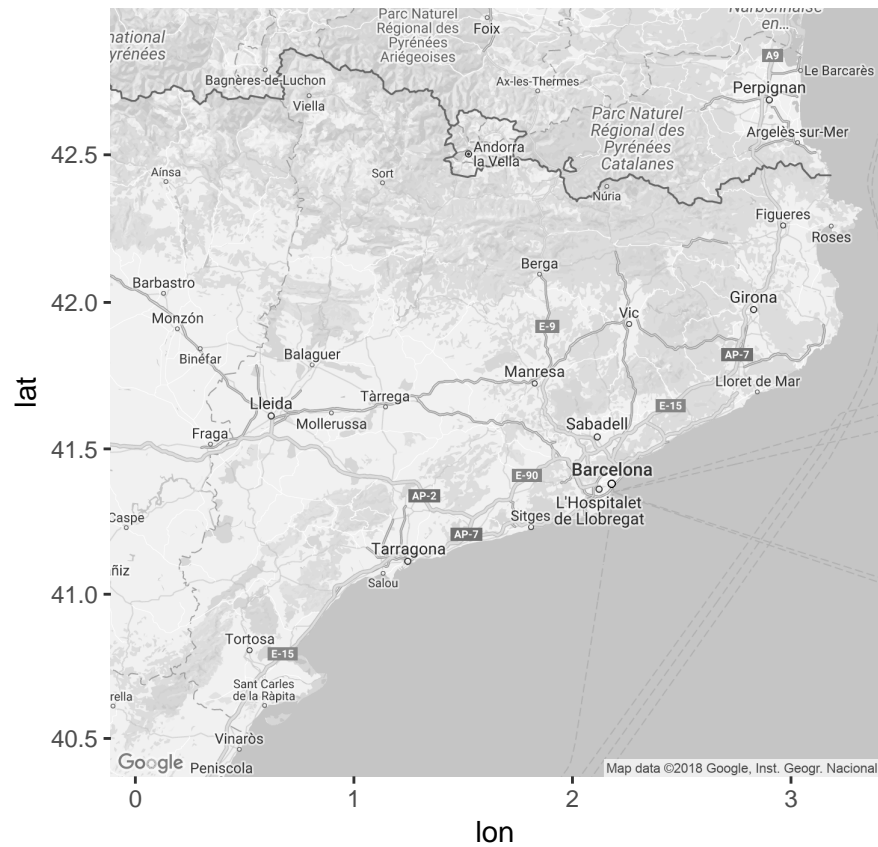 Narbonnaise
en...
Parc Naturel
Régional des
Pyrénées
Ariégeoises
Foix
national
yrénées
A9
Le Barcarès
Bagnères-de-Luchon
Ax-les-Thermes
Perpignan
Viella
Parc Naturel
Régional des
Pyrénées
Catalanes
Argelès-sur-Mer
42.5
Andorra
la Vella
Aínsa
Sort
Núria
Figueres
Roses
Berga
Barbastro
42.0
Girona
Monzón
Vic
E-9
Binéfar
Balaguer
AP-7
Manresa
Lloret de Mar
Lleida
Tàrrega
E-15
Mollerussa
Sabadell
Fraga
41.5
Barcelona
E-90
AP-2
L'Hospitalet
de Llobregat
Sitges
Caspe
AP-7
Tarragona
ñiz
Salou
41.0
Tortosa
E-15
Sant Carles
de la Ràpita
rella
40.5
Vinaròs
Google
Peníscola
Map data ©2018 Google, Inst. Geogr. Nacional
0
1
2
3
lon
lat